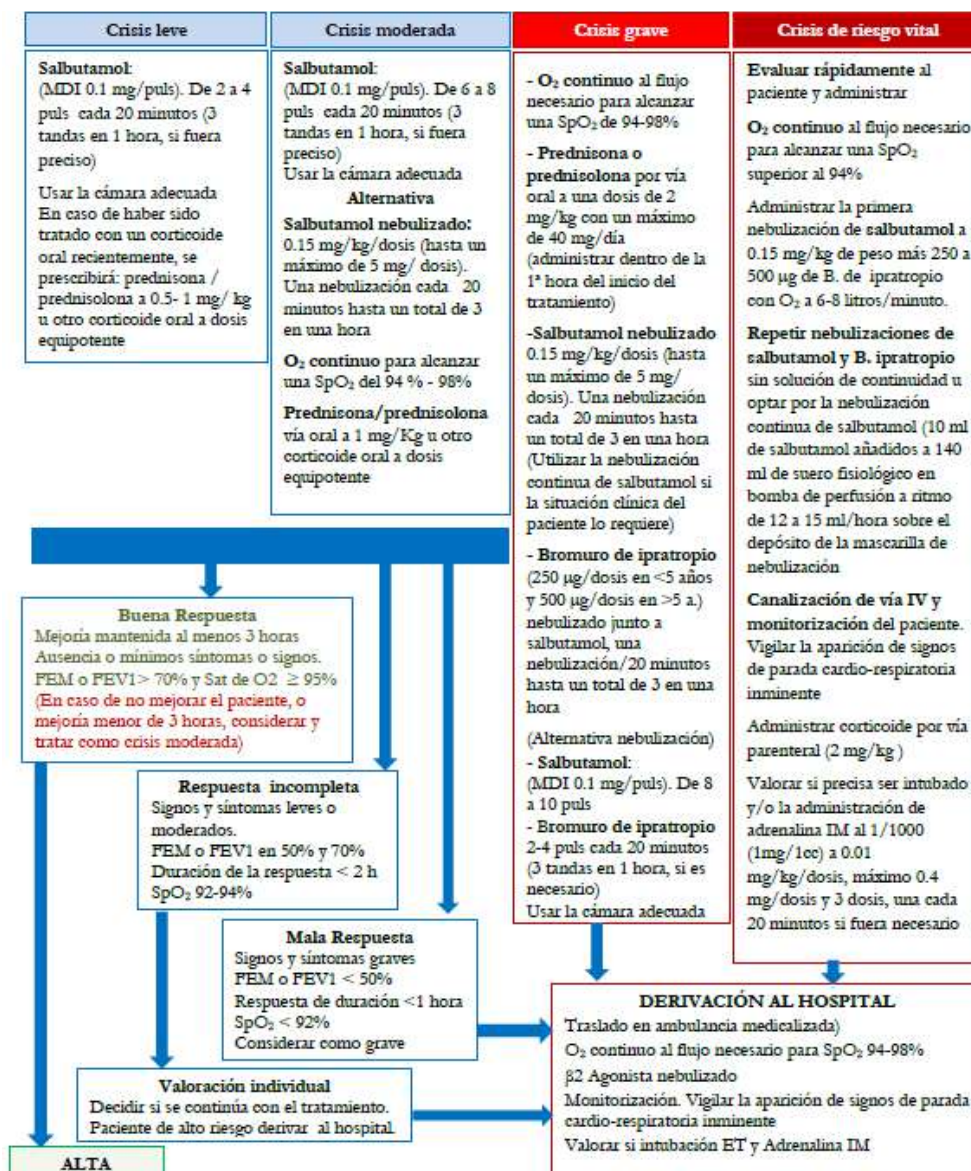 Crisis leve
Salbutamol:
(MDI 0.1 mg/puls). De 2 a 4
puls cada 20 minutos (3
tandas en 1 hora, si fuera
preciso)
Usar la cámara adecuada
En caso de haber sido
tratado con un corticoide
oral recientemente, se
prescribirá: prednisona /
prednisolona a 0.5- 1 mg/ kg
u otro corticoide oral a dosis
equipotente
Crisis moderada
Salbutamol:
(MDI 0.1 mg/puls). De 6 a 8
puls cada 20 minutos (3
tandas en 1 hora, si fuera
preciso)
Usar la cámara adecuada
Alternativa
Salbutamol nebulizado:
0.15 mg/kg/dosis (hasta un
máximo de 5 mg/ dosis).
Una nebulización cada 20
minutos hasta un total de 3
en una hora
O₂ continuo para alcanzar
una SpO₂ del 94 % - 98%
Prednisona/prednisolona
vía oral a 1 mg/Kg u otro
corticoide oral a dosis
equipotente
Crisis grave
- O₂ continuo al flujo
necesario para alcanzar
una SpO₂ de 94-98%
- Prednisona o
prednisolona por vía
oral a una dosis de 2
mg/kg con un máximo
de 40 mg/día
(administrar dentro de la
1ª hora del inicio del
tratamiento)
-Salbutamol nebulizado
0.15 mg/kg/dosis (hasta
un máximo de 5 mg/
dosis). Una nebulización
cada 20 minutos hasta
un total de 3 en una hora
(Utilizar la nebulización
continua de salbutamol si
la situación clínica del
paciente lo requiere)
- Bromuro de ipratropio
(250 µg/dosis en <5 años
y 500 µg/dosis en >5 a.)
nebulizado junto a
salbutamol, una
nebulización/20 minutos
hasta un total de 3 en una
hora
(Alternativa nebulización)
- Salbutamol:
(MDI 0.1 mg/puls). De 8
a 10 puls
- Bromuro de ipratropio
2-4 puls cada 20 minutos
(3 tandas en 1 hora, si es
necesario)
Usar la cámara adecuada
Crisis de riesgo vital
Evaluar rápidamente al
paciente y administrar
O₂ continuo al flujo necesario
para alcanzar una SpO₂
superior al 94%
Administrar la primera
nebulización de salbutamol a
0.15 mg/kg de peso más 250 a
500 µg de B. de ipratropio
con O₂ a 6-8 litros/minuto.
Repetir nebulizaciones de
salbutamol y B. ipratropio
sin solución de continuidad u
optar por la nebulización
continua de salbutamol (10 ml
de salbutamol añadidos a 140
ml de suero fisiológico en
bomba de perfusión a ritmo
de 12 a 15 ml/hora sobre el
depósito de la mascarilla de
nebulización
Canalización de vía IV y
monitorización del paciente.
Vigilar la aparición de signos
de parada cardio-respiratoria
inminente
Administrar corticoide por vía
parenteral (2 mg/kg )
Valorar si precisa ser intubado
y/o la administración de
adrenalina IM al 1/1000
(1mg/1cc) a 0.01
mg/kg/dosis, máximo 0.4
mg/dosis y 3 dosis, una cada
20 minutos si fuera necesario
Buena Respuesta
Mejoría mantenida al menos 3 horas
Ausencia o mínimos síntomas o signos.
FEM o FEV1> 70% y Sat de O2 ≥ 95%
(En caso de no mejorar el paciente, o
mejoría menor de 3 horas, considerar y
tratar como crisis moderada)
Respuesta incompleta
Signos y síntomas leves o
moderados.
FEM o FEV1 en 50% y 70%
Duración de la respuesta < 2 h
SpO₂ 92-94%
Mala Respuesta
Signos y síntomas graves
FEM o FEV1 < 50%
Respuesta de duración <1 hora
SpO₂ < 92%
Considerar como grave
Valoración individual
Decidir si se continúa con el tratamiento.
Paciente de alto riesgo derivar al hospital.
DERIVACIÓN AL HOSPITAL
Traslado en ambulancia medicalizada)
O₂ continuo al flujo necesario para SpO₂ 94-98%
β2 Agonista nebulizado
Monitorización. Vigilar la aparición de signos de parada
cardio-respiratoria inminente
Valorar si intubación ET y Adrenalina IM
ALTA